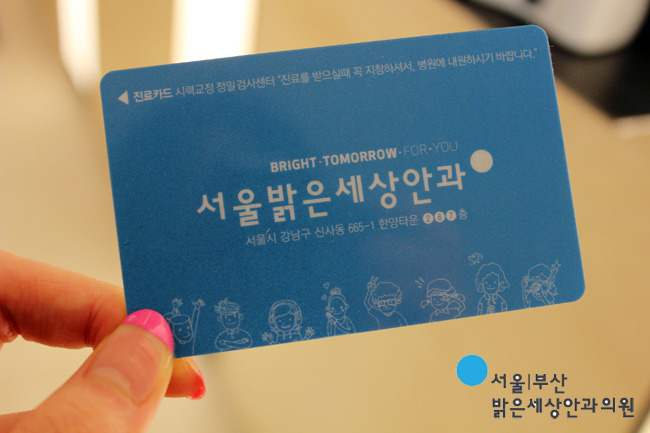 ◀ 진료카드 시력교정 정밀검사센터 "진료를 받으실때 꼭 지참하셔서, 병원에 내원하시기 바랍니다."
BRIGHT·TOMORROW·FOR·YOU
서울밝은세상안과
서울시 강남구 신사동 665-1 한양타운 267층
서울|부산
밝은세상안과의원